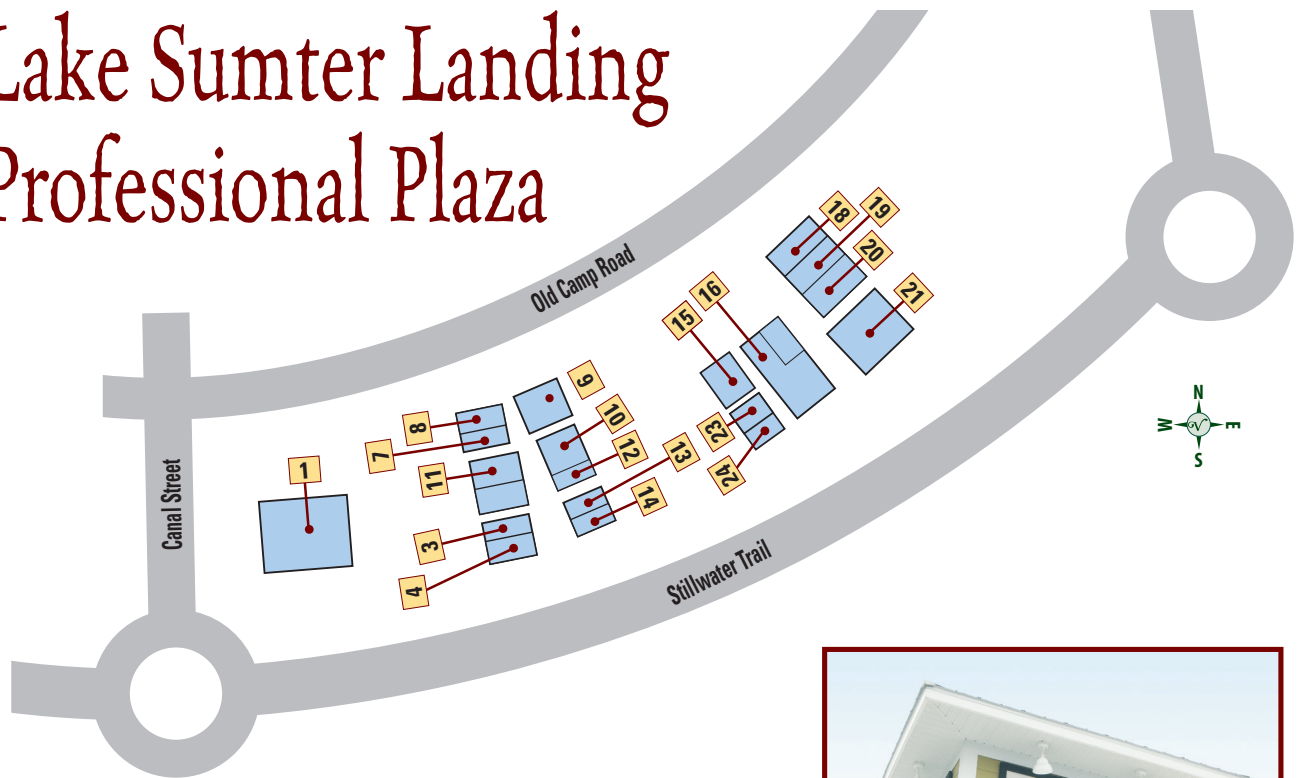 Lake Sumter Landing
Professional Plaza
Old Camp Road
Canal Street
Stillwater Trail
18
19
20
21
16
15
9
10
8
7
12
13
11
1
14
23
24
3
4
N
W
E
S